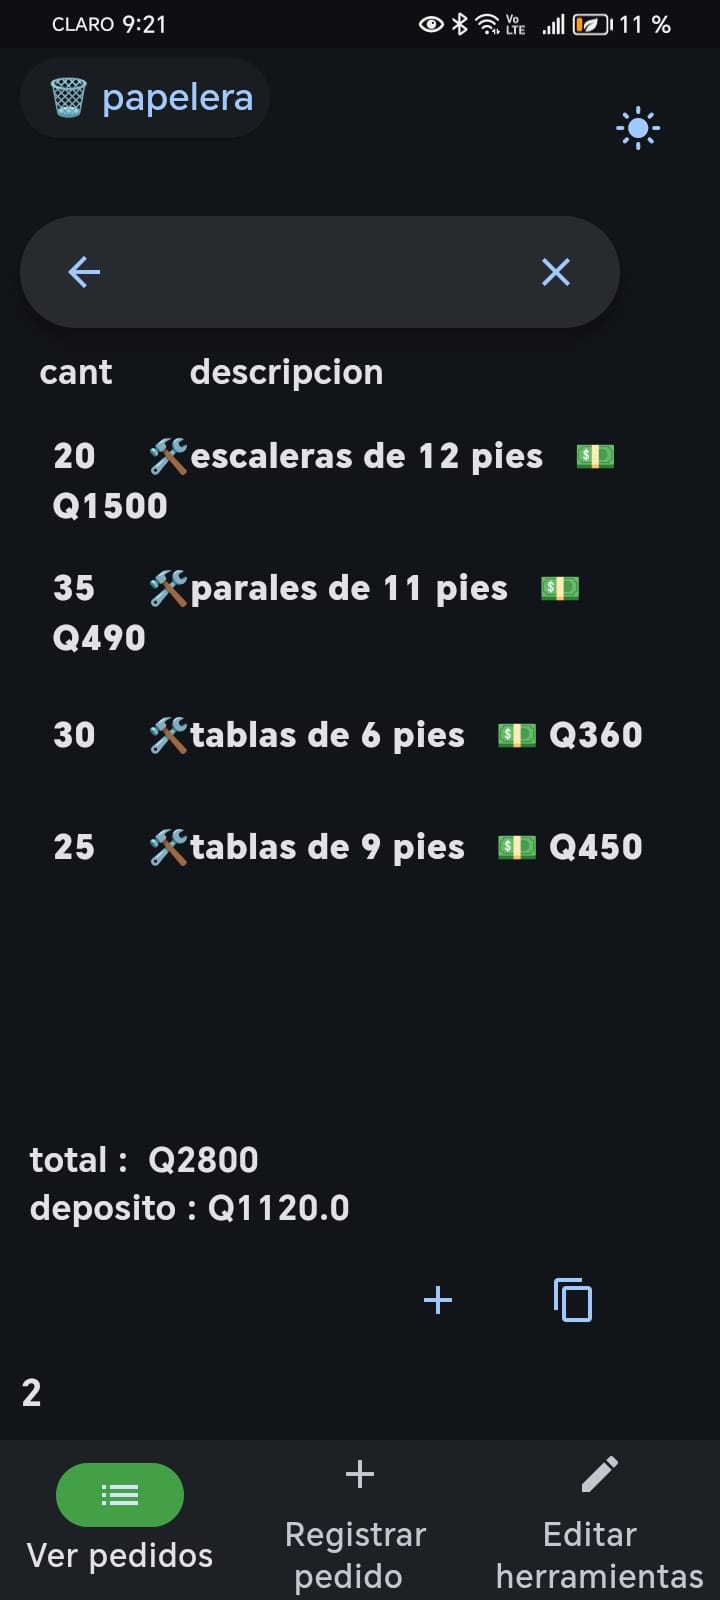 CLARO 9:21 Vo LTE 11 %
papelera
cant descripcion
20 escaleras de 12 pies
Q1500
35 parales de 11 pies
Q490
30 tablas de 6 pies Q360
25 tablas de 9 pies Q450
total : Q2800
deposito : Q1120.0
2
Ver pedidos
Registrar
pedido
Editar
herramientas